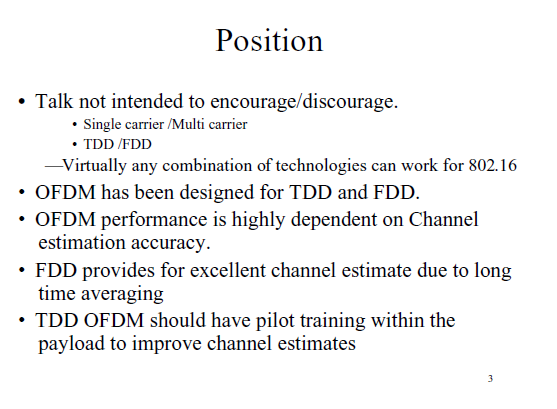 Position
• Talk not intended to encourage/discourage.
• Single carrier /Multi carrier
• TDD /FDD
—Virtually any combination of technologies can work for 802.16
• OFDM has been designed for TDD and FDD.
• OFDM performance is highly dependent on Channel
estimation accuracy.
• FDD provides for excellent channel estimate due to long
time averaging
• TDD OFDM should have pilot training within the
payload to improve channel estimates
3